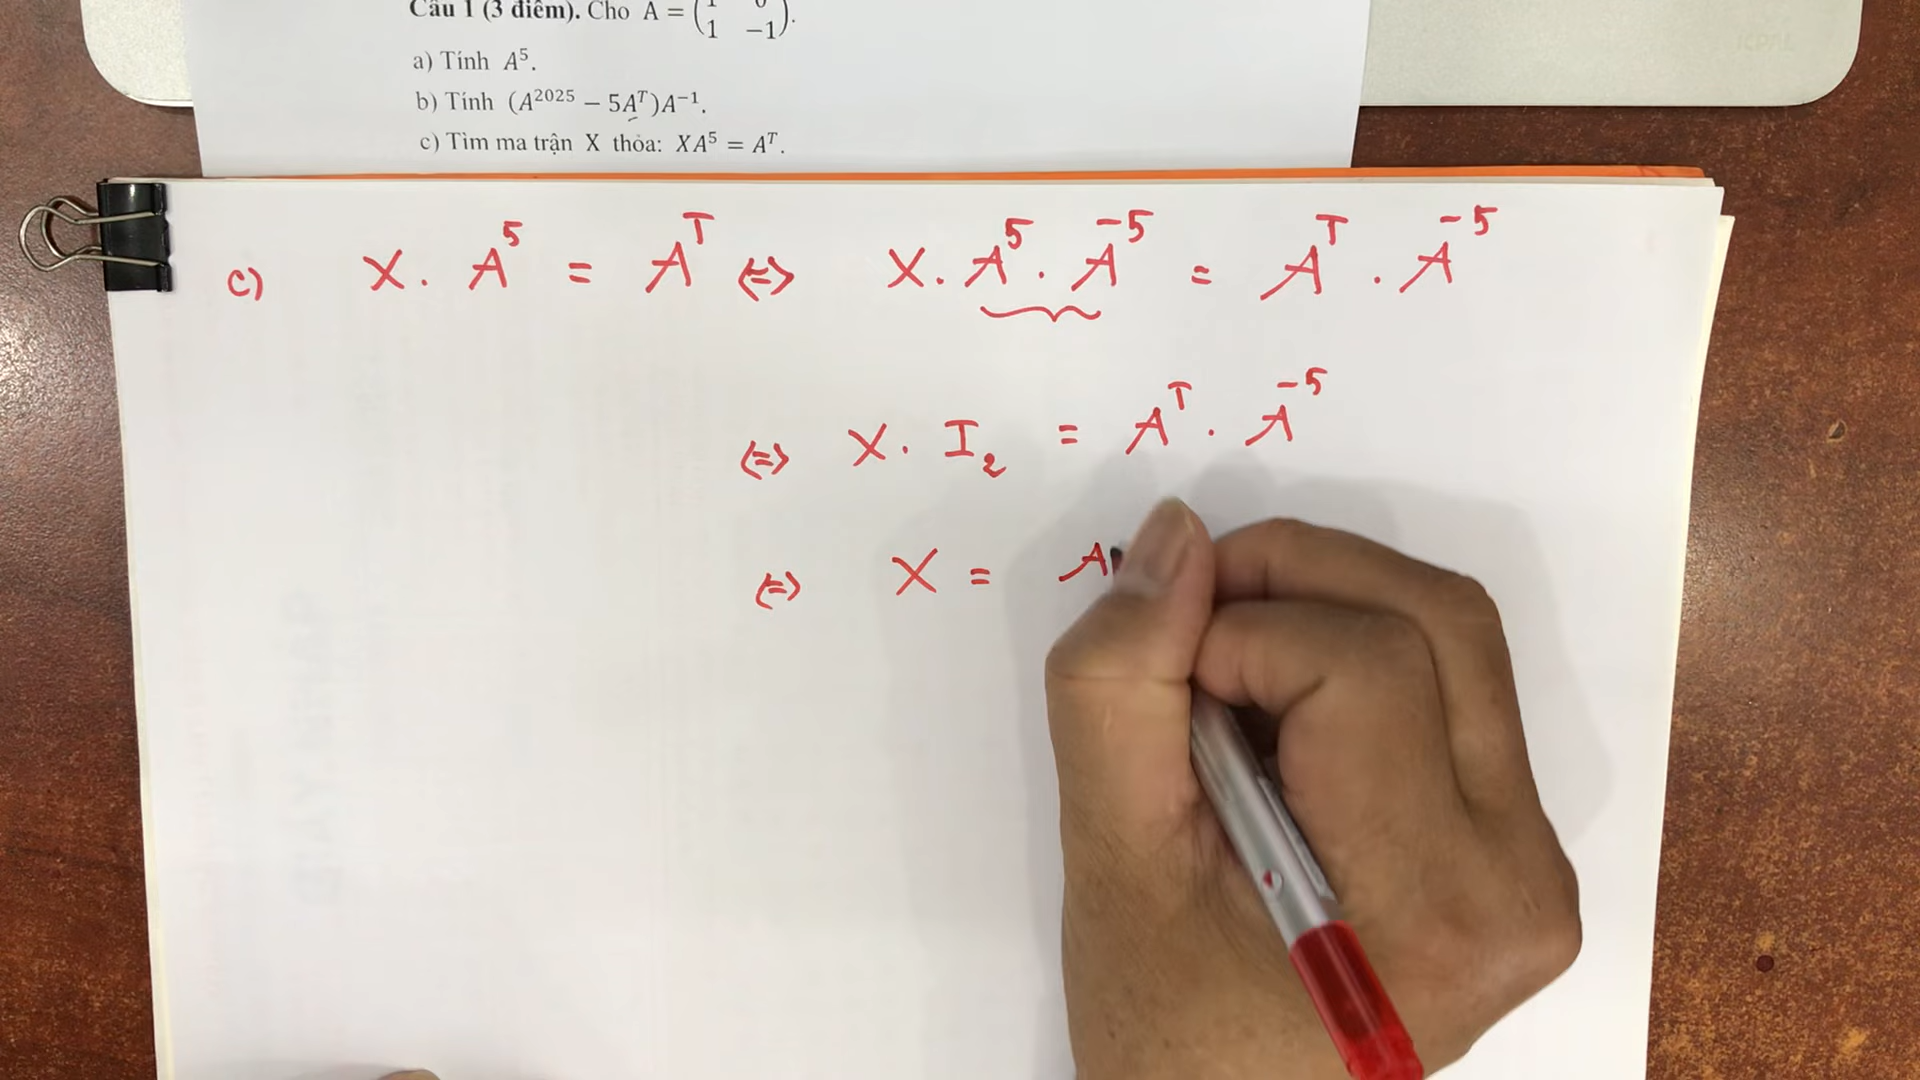 Câu 1 (3 điểm). Cho A = (1 0
1 −1).
a) Tính A⁵.
b) Tính (A²⁰²⁵ − 5Aᵀ)A⁻¹.
c) Tìm ma trận X thỏa: XA⁵ = Aᵀ.
c) X . A⁵ = Aᵀ ⇔ X . A⁵ . A⁻⁵ = Aᵀ . A⁻⁵
⇔ X . I₂ = Aᵀ . A⁻⁵
⇔ X = A